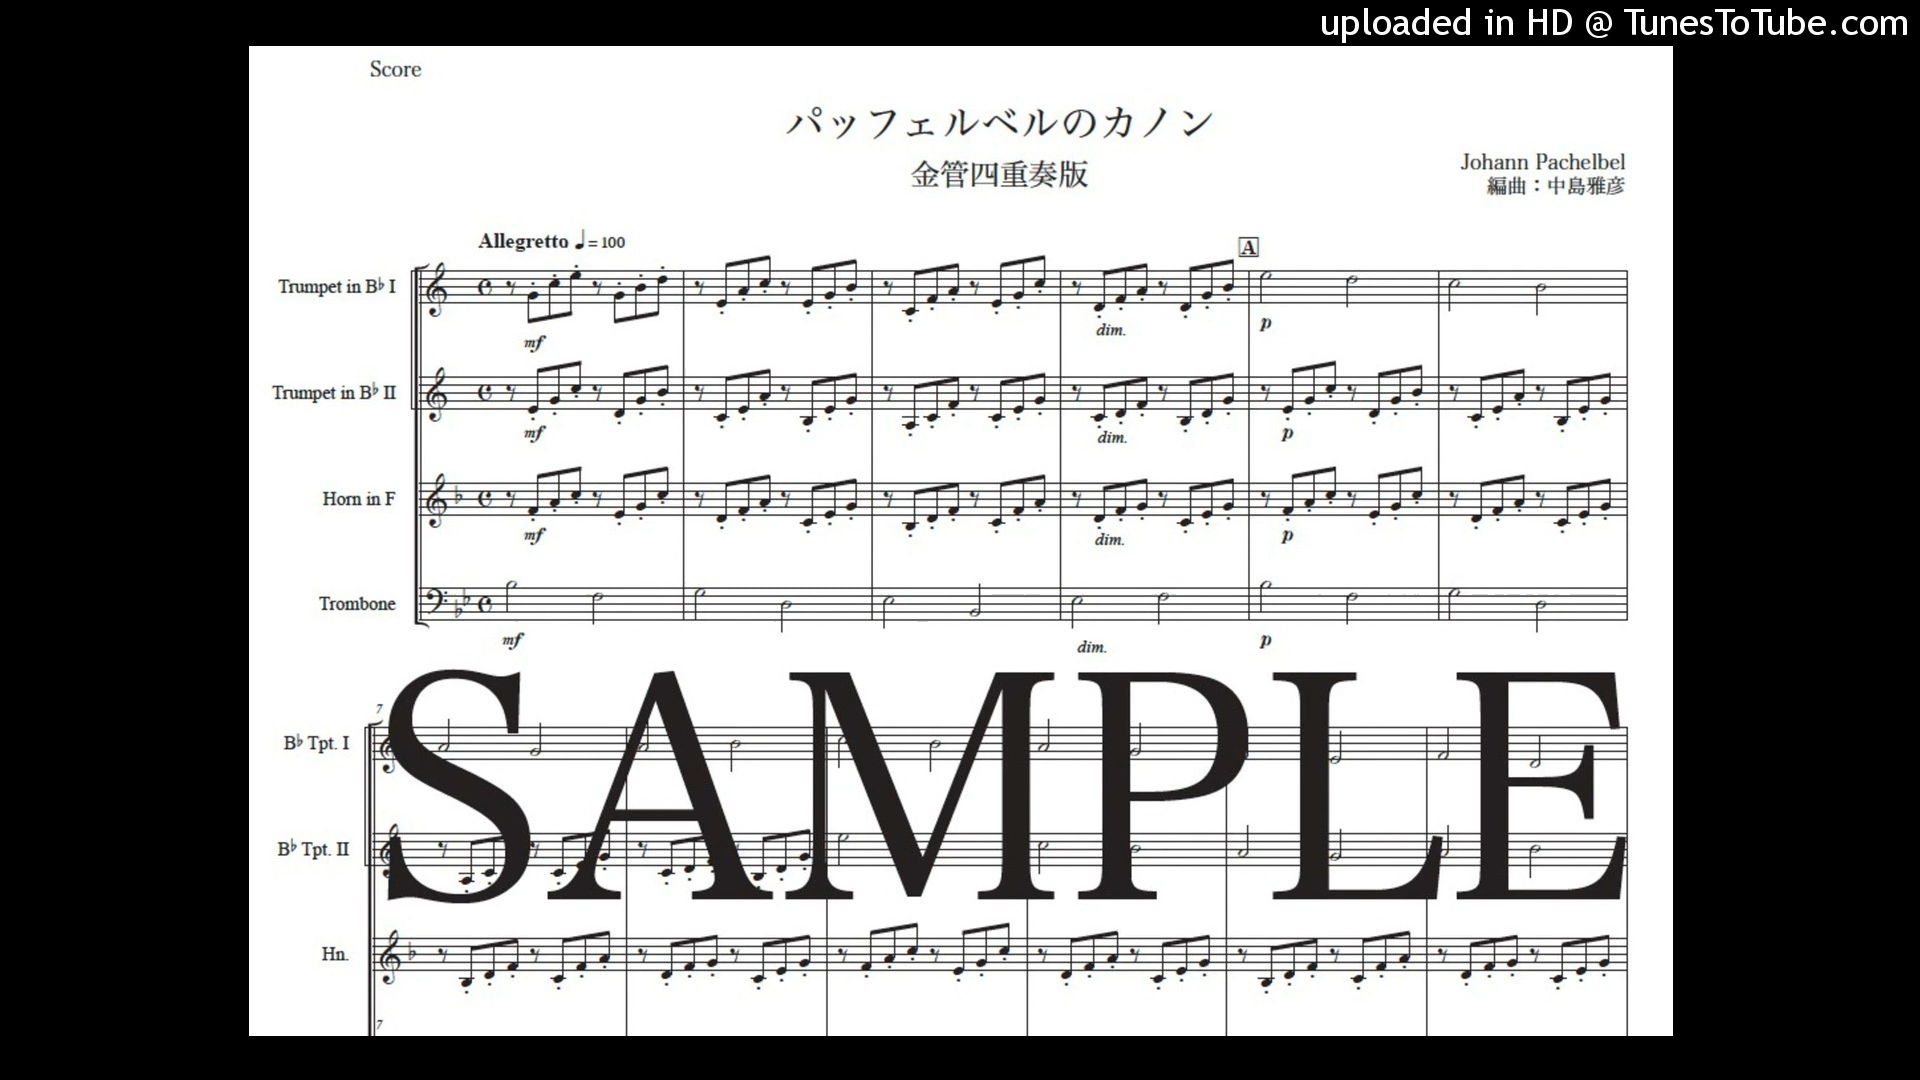 uploaded in HD @ TunesToTube.com
Score
パッフェルベルのカノン
金管四重奏版
Johann Pachelbel
編曲：中島雅彦
Allegretto ♩= 100
A
Trumpet in B♭ I
mf
dim.
p
Trumpet in B♭ II
mf
dim.
p
Horn in F
mf
dim.
p
Trombone
mf
dim.
p
SAMPLE
7
B♭ Tpt. I
B♭ Tpt. II
Hn.
7